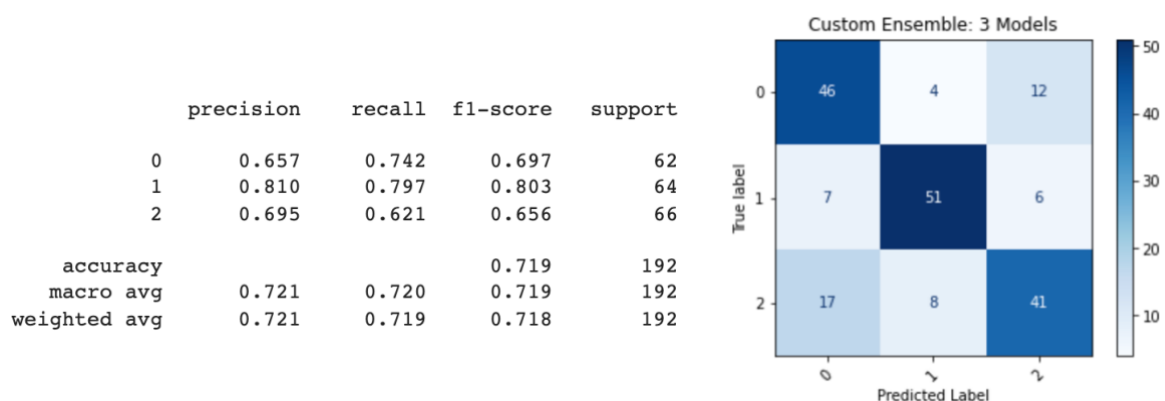 precision recall f1-score support
0 0.657 0.742 0.697 62
1 0.810 0.797 0.803 64
2 0.695 0.621 0.656 66
accuracy 0.719 192
macro avg 0.721 0.720 0.719 192
weighted avg 0.721 0.719 0.718 192
Custom Ensemble: 3 Models
True label
0 46 4 12
1 7 51 6
2 17 8 41
0 1 2
Predicted Label
50
40
30
20
10